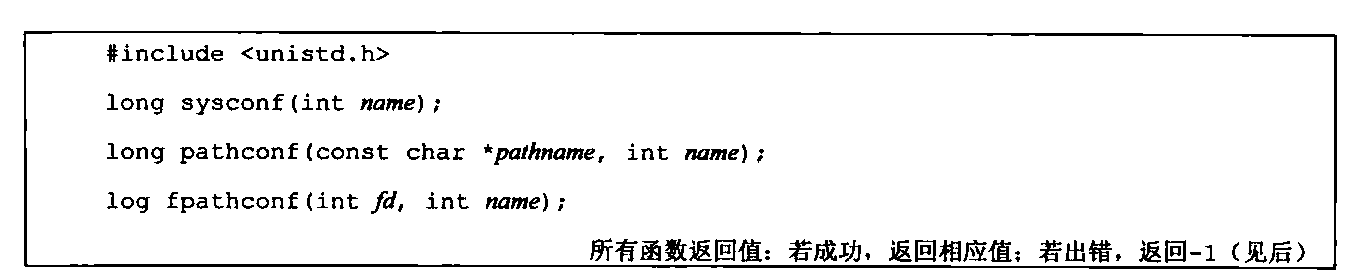 #include <unistd.h>
long sysconf(int name);
long pathconf(const char *pathname, int name);
log fpathconf(int fd, int name);
所有函数返回值：若成功，返回相应值；若出错，返回-1（见后）